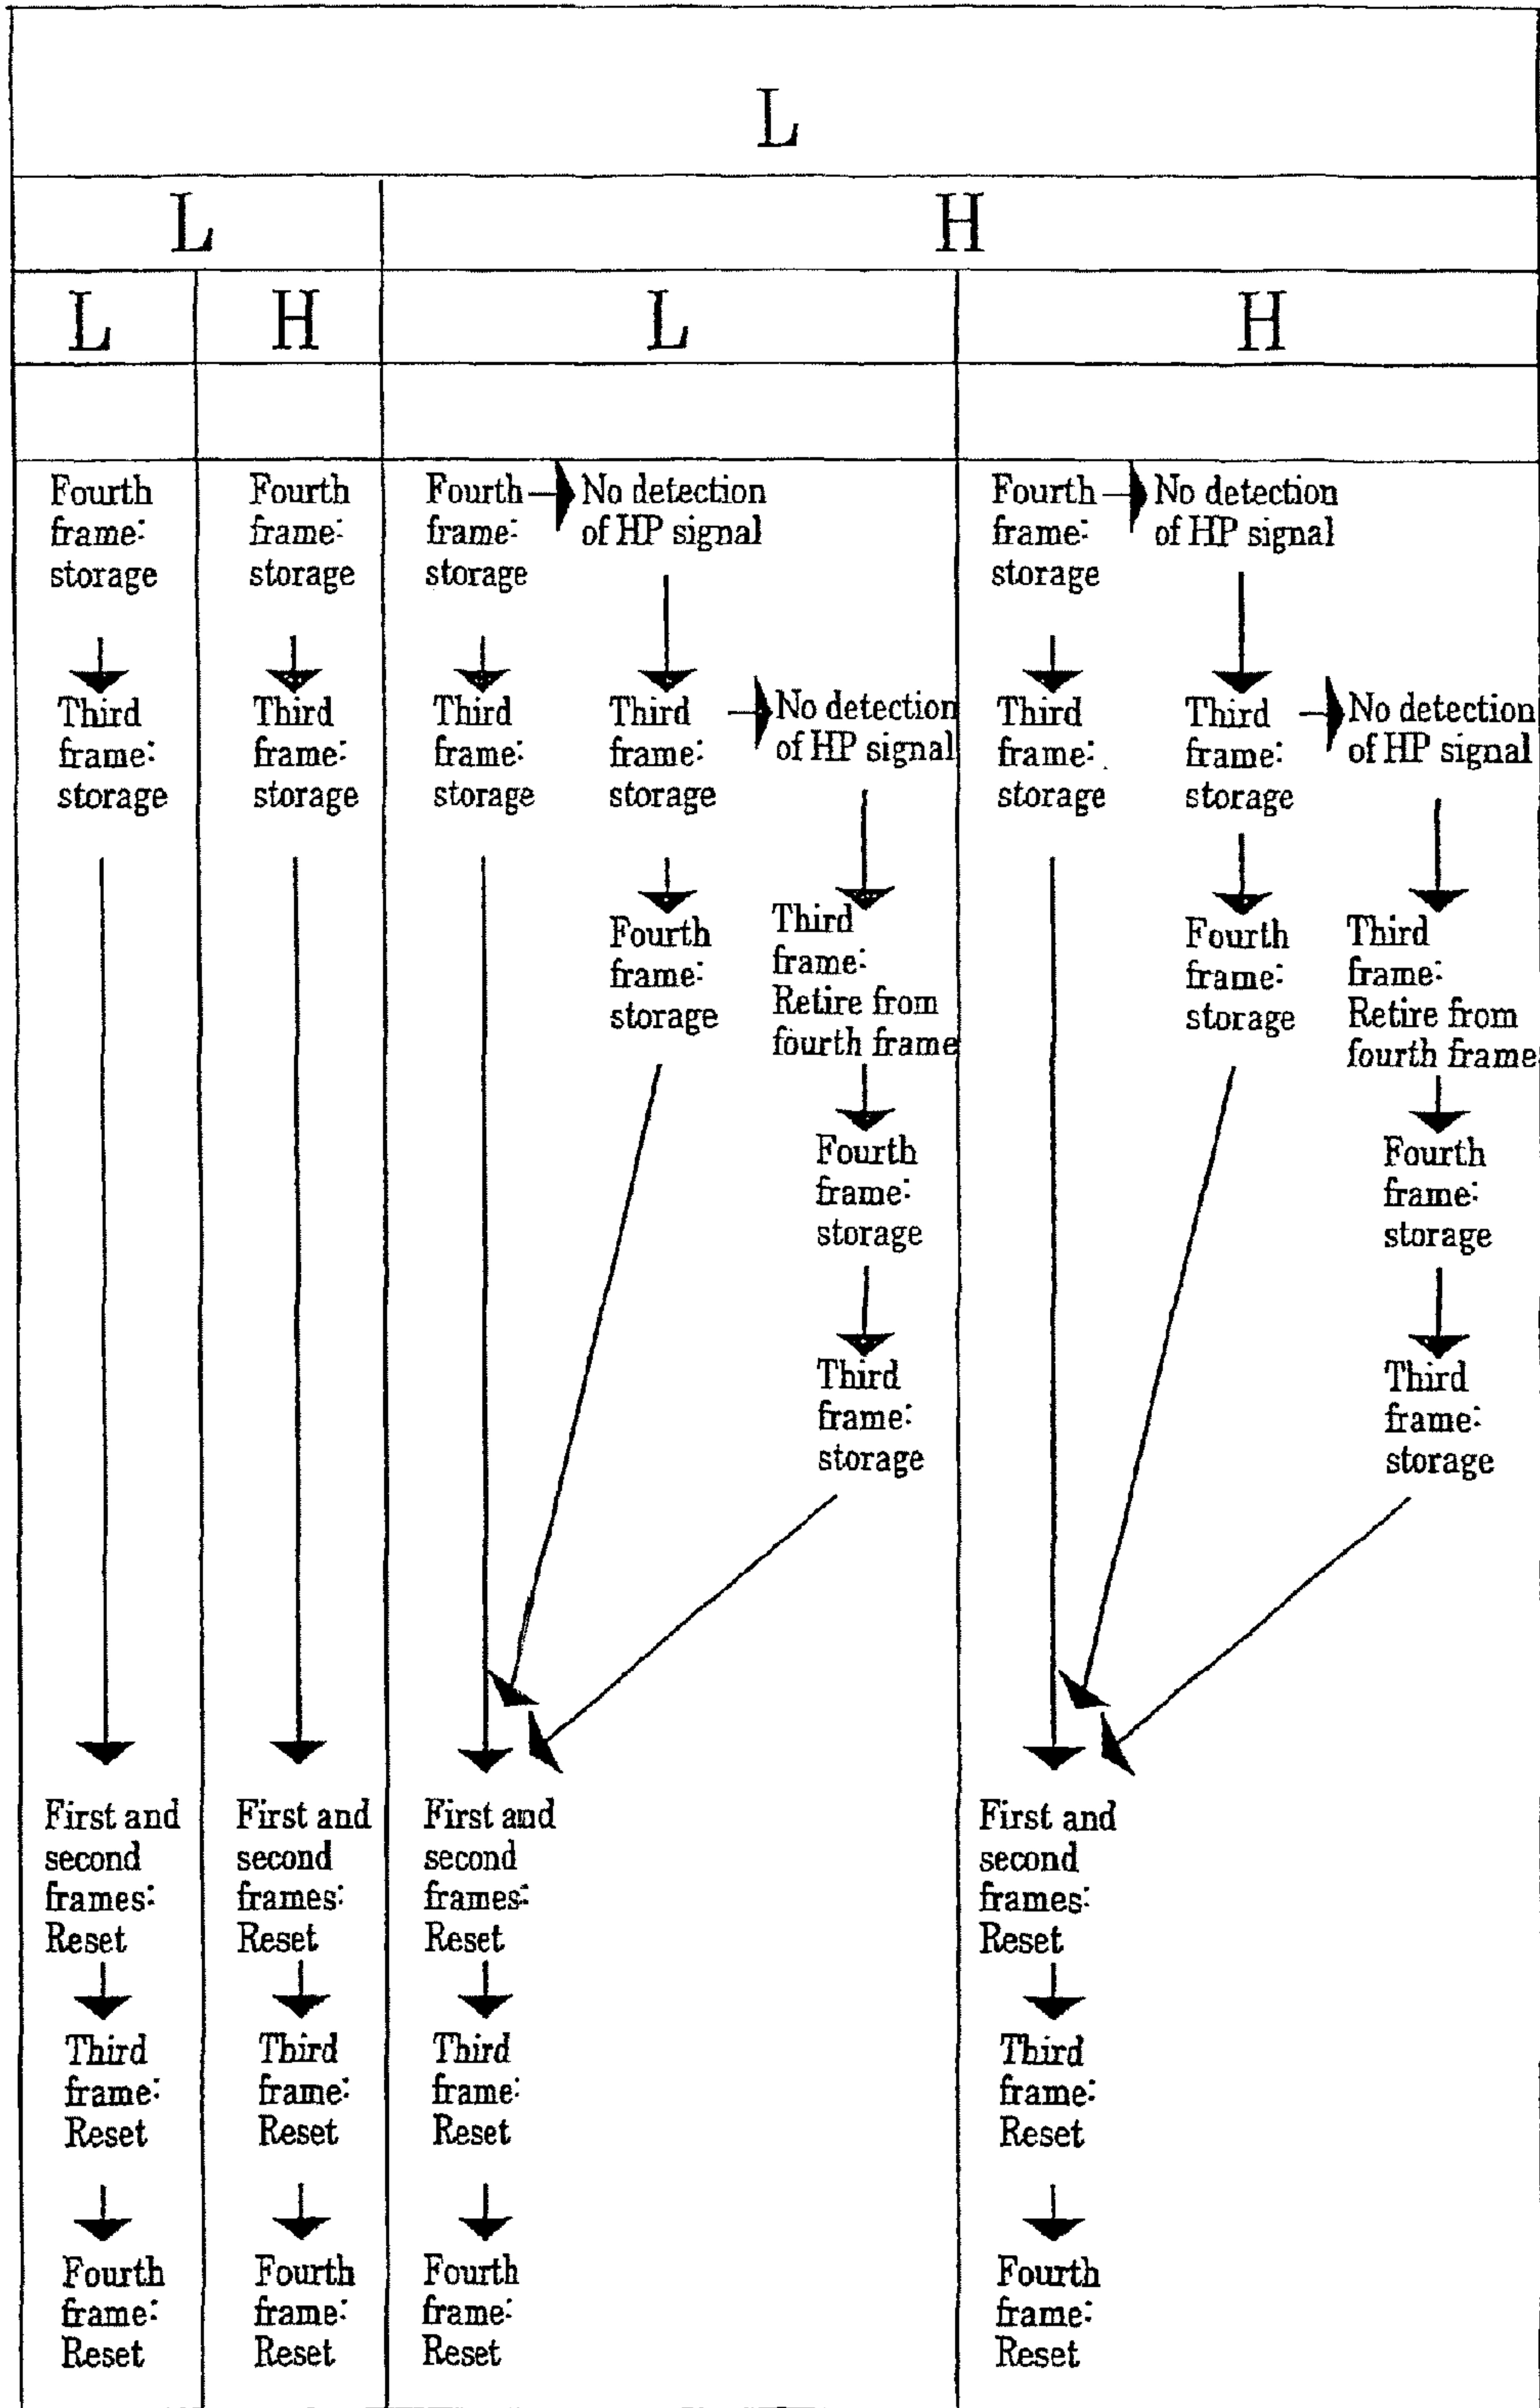 L
L
H
L
H
L
H
Fourth
frame:
storage
Third
frame:
storage
First and
second
frames:
Reset
Third
frame:
Reset
Fourth
frame:
Reset
Fourth
frame:
storage
Third
frame:
storage
First and
second
frames:
Reset
Third
frame:
Reset
Fourth
frame:
Reset
Fourth
frame:
storage
Third
frame:
storage
First and
second
frames:
Reset
Third
frame:
Reset
Fourth
frame:
Reset
No detection
of HP signal
Third
frame:
storage
Fourth
frame:
storage
No detection
of HP signal
Third
frame:
Retire from
fourth frame
Fourth
frame:
storage
Third
frame:
storage
Fourth
frame:
storage
Third
frame:
storage
First and
second
frames:
Reset
Third
frame:
Reset
Fourth
frame:
Reset
No detection
of HP signal
Third
frame:
storage
Fourth
frame:
storage
No detection
of HP signal
Third
frame:
Retire from
fourth frame
Fourth
frame:
storage
Third
frame:
storage